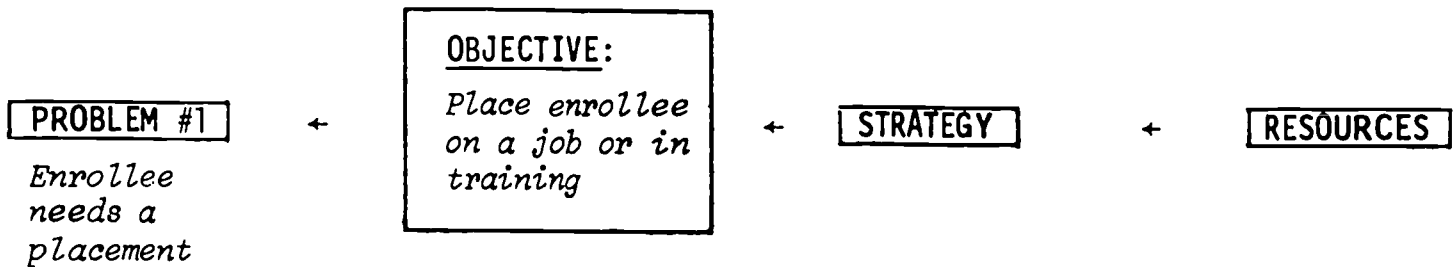 PROBLEM #1
Enrollee
needs a
placement
←
OBJECTIVE:
Place enrollee
on a job or in
training
←
STRATEGY
←
RESOURCES